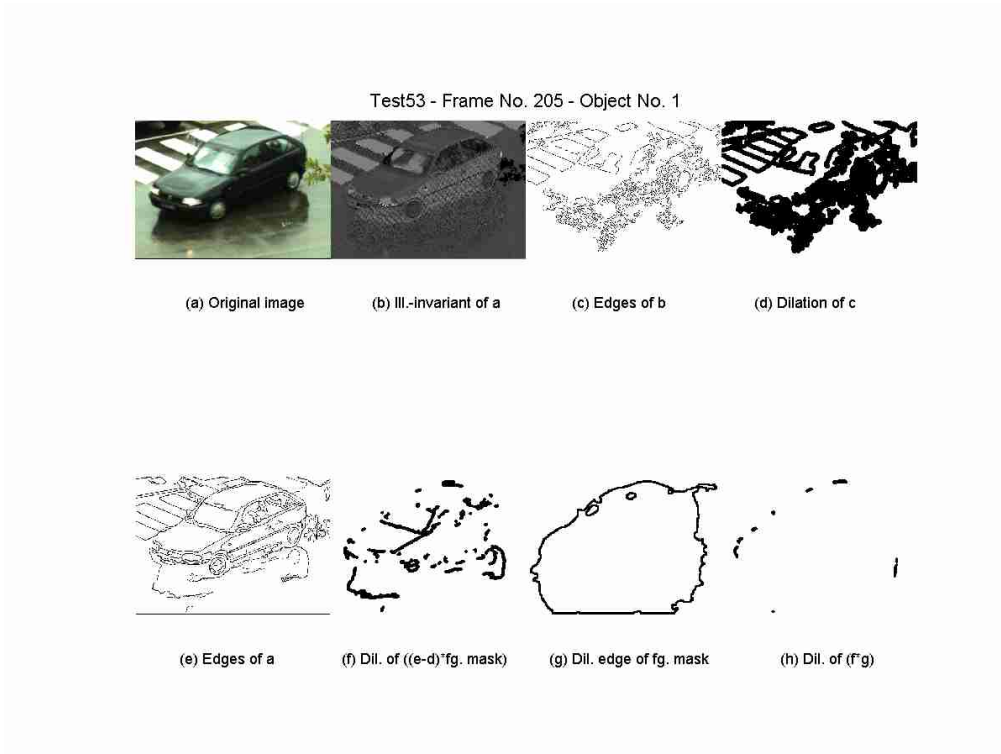 Test53 - Frame No. 205 - Object No. 1
(a) Original image
(b) Ill.-invariant of a
(c) Edges of b
(d) Dilation of c
(e) Edges of a
(f) Dil. of ((e-d)*fg. mask)
(g) Dil. edge of fg. mask
(h) Dil. of (f*g)